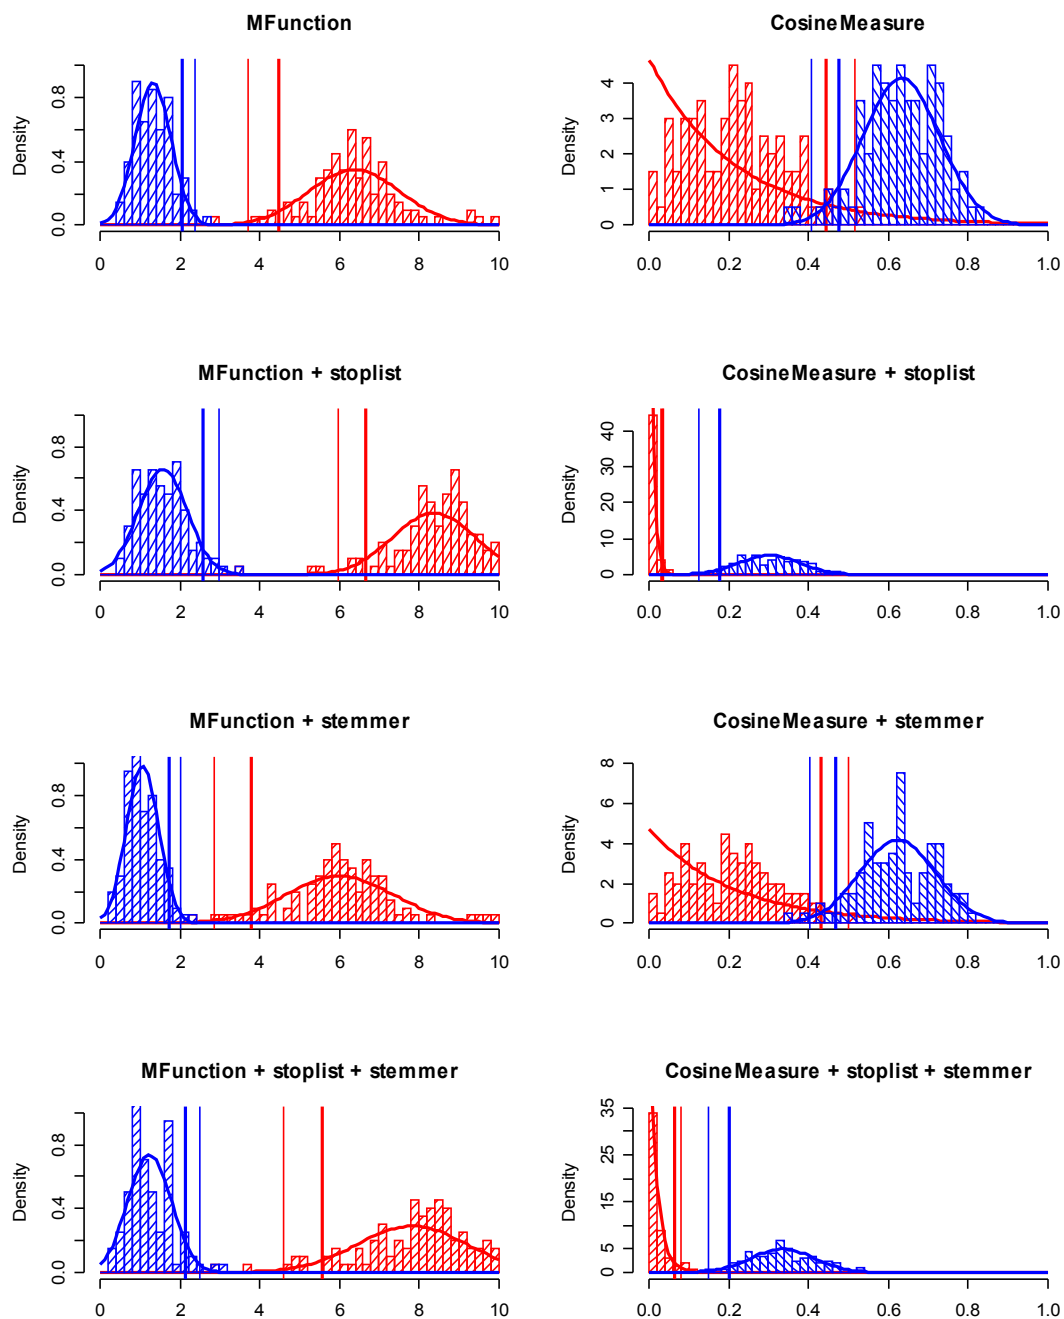 MFunction
Density
0.0 0.4 0.8
0 2 4 6 8 10
CosineMeasure
Density
0 1 2 3 4
0.0 0.2 0.4 0.6 0.8 1.0
MFunction + stoplist
Density
0.0 0.4 0.8
0 2 4 6 8 10
CosineMeasure + stoplist
Density
0 10 20 30 40
0.0 0.2 0.4 0.6 0.8 1.0
MFunction + stemmer
Density
0.0 0.4 0.8
0 2 4 6 8 10
CosineMeasure + stemmer
Density
0 2 4 6 8
0.0 0.2 0.4 0.6 0.8 1.0
MFunction + stoplist + stemmer
Density
0.0 0.4 0.8
0 2 4 6 8 10
CosineMeasure + stoplist + stemmer
Density
0 5 15 25 35
0.0 0.2 0.4 0.6 0.8 1.0